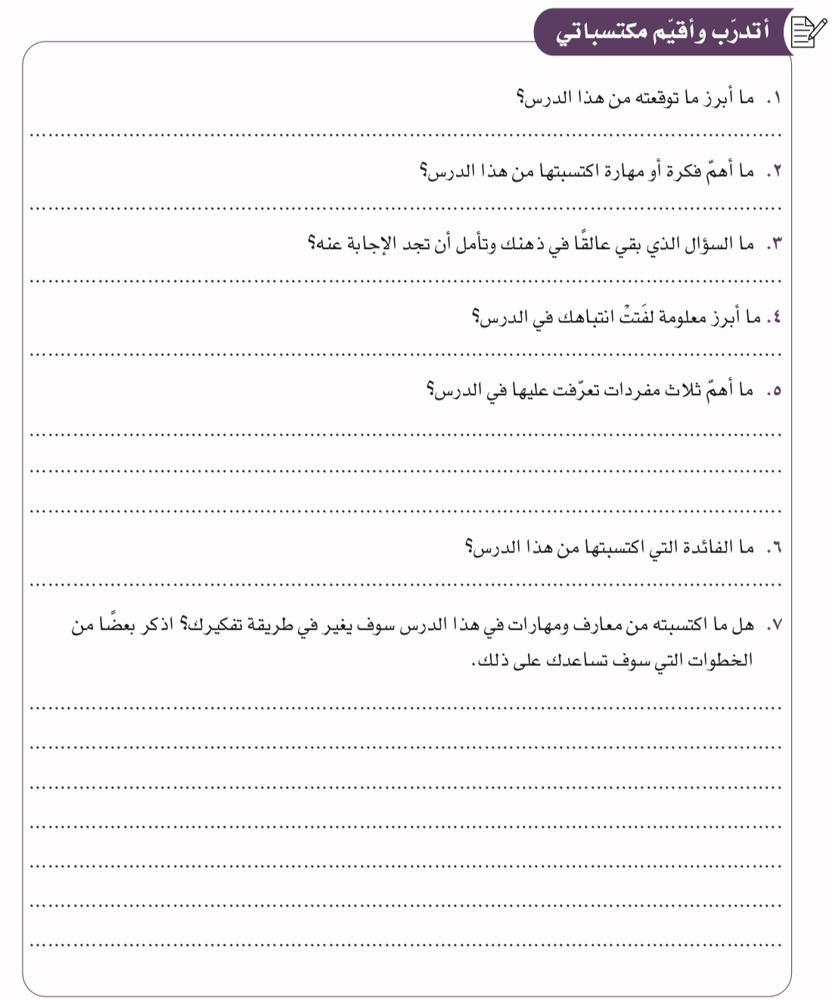 أتدرّب وأقيّم مكتسباتي
١. ما أبرز ما توقعته من هذا الدرس؟
٢. ما أهمّ فكرة أو مهارة اكتسبتها من هذا الدرس؟
٣. ما السؤال الذي بقي عالقًا في ذهنك وتأمل أن تجد الإجابة عنه؟
٤. ما أبرز معلومة لفَتتْ انتباهك في الدرس؟
٥. ما أهمّ ثلاث مفردات تعرّفت عليها في الدرس؟
٦. ما الفائدة التي اكتسبتها من هذا الدرس؟
٧. هل ما اكتسبته من معارف ومهارات في هذا الدرس سوف يغير في طريقة تفكيرك؟ اذكر بعضًا من
الخطوات التي سوف تساعدك على ذلك.